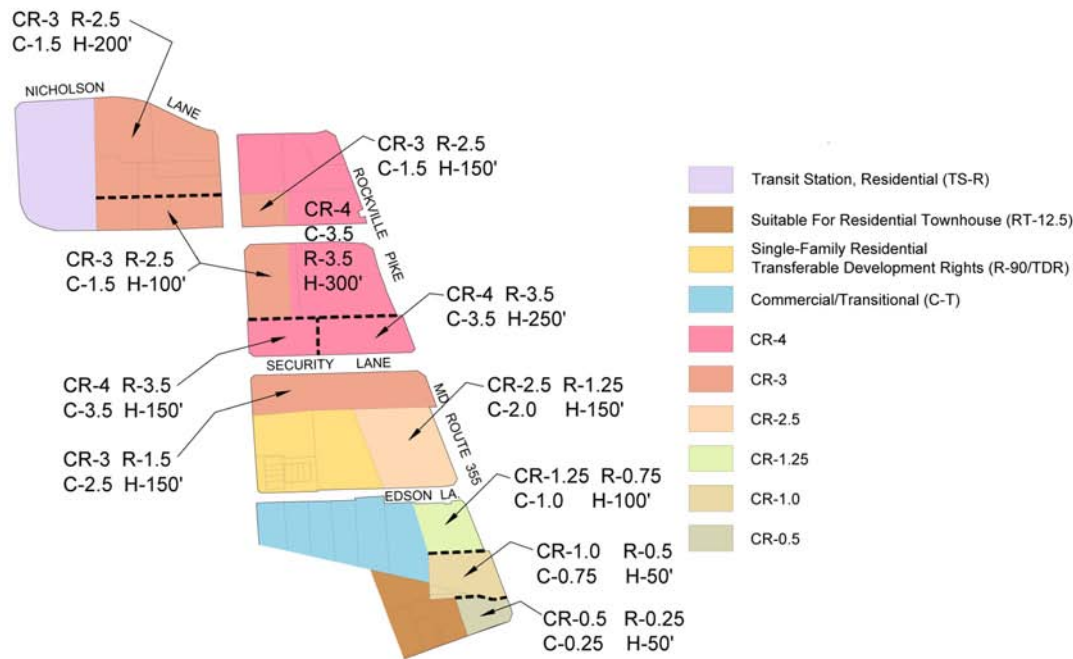 CR-3 R-2.5
C-1.5 H-200'
NICHOLSON LANE
CR-3 R-2.5
C-1.5 H-150'
ROCKVILLE PIKE
CR-4
C-3.5
R-3.5
H-300'
CR-3 R-2.5
C-1.5 H-100'
CR-4 R-3.5
C-3.5 H-250'
SECURITY LANE
CR-4 R-3.5
C-3.5 H-150'
MD. ROUTE 355
CR-2.5 R-1.25
C-2.0 H-150'
CR-3 R-1.5
C-2.5 H-150'
EDSON LA.
CR-1.25 R-0.75
C-1.0 H-100'
CR-1.0 R-0.5
C-0.75 H-50'
CR-0.5 R-0.25
C-0.25 H-50'
Transit Station, Residential (TS-R)
Suitable For Residential Townhouse (RT-12.5)
Single-Family Residential
Transferable Development Rights (R-90/TDR)
Commercial/Transitional (C-T)
CR-4
CR-3
CR-2.5
CR-1.25
CR-1.0
CR-0.5